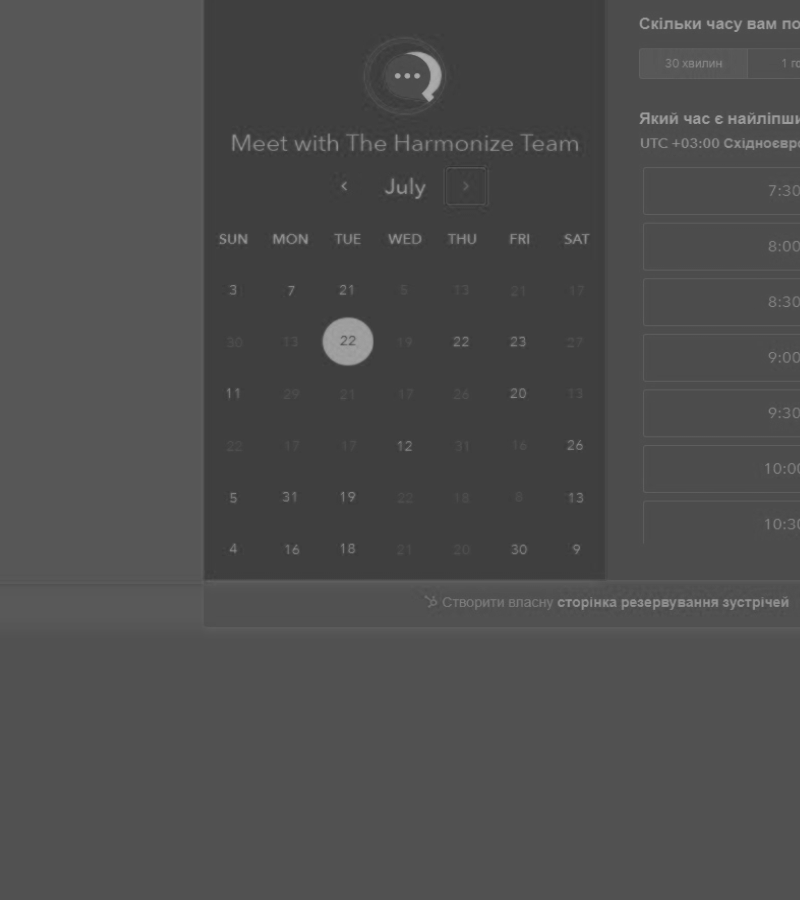 Meet with The Harmonize Team
July
SUN MON TUE WED THU FRI SAT
3 7 21 5 13 21 17
30 13 22 19 22 23 27
11 29 21 17 26 20 13
22 17 17 12 31 16 26
5 31 19 22 18 8 13
4 16 18 21 20 30 9
Скільки часу вам по
30 хвилин 1 го
Який час є найліпши
UTC +03:00 Східноєвро
7:30
8:00
8:30
9:00
9:30
10:00
10:30
Створити власну сторінка резервування зустрічей